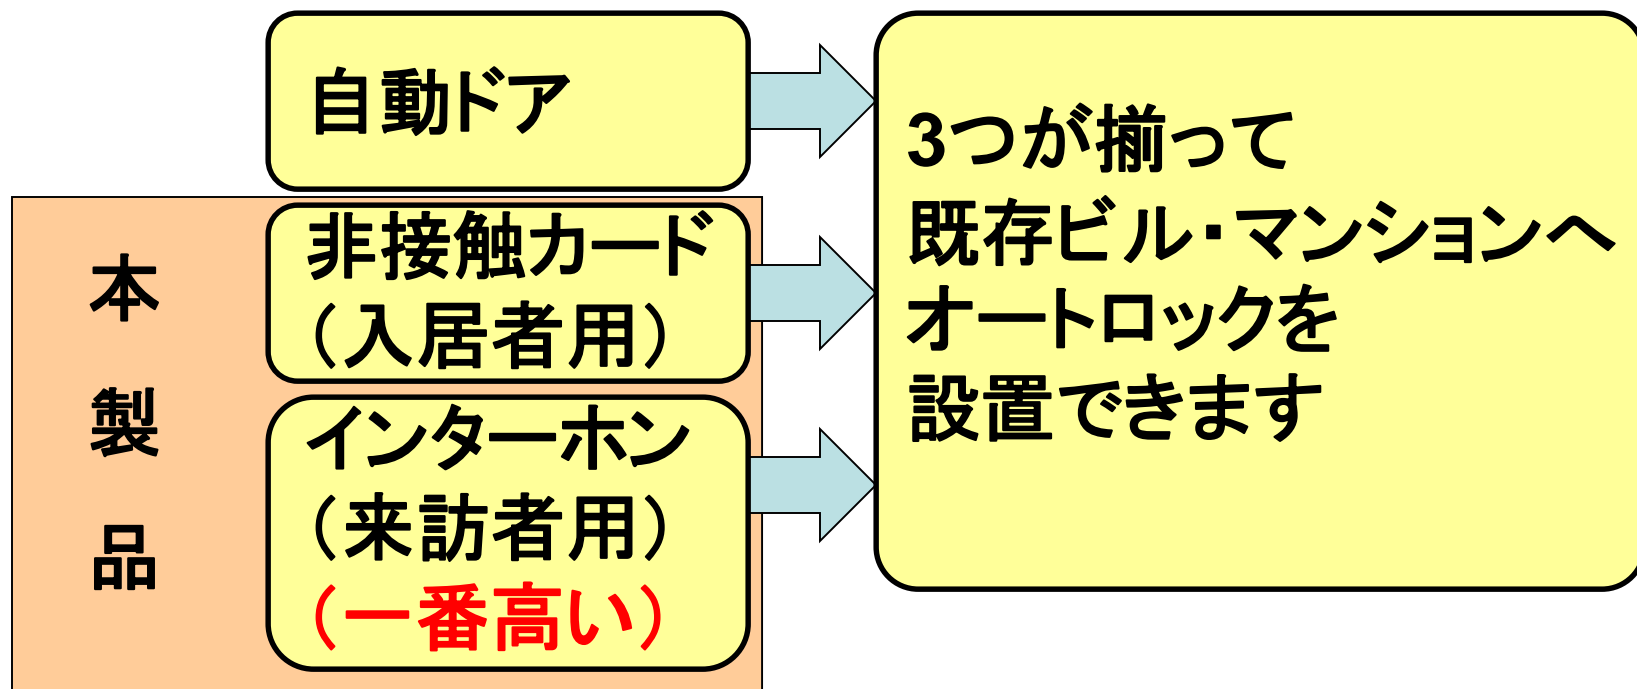 自動ドア
本製品
非接触カード
（入居者用）
インターホン
（来訪者用）
（一番高い）
3つが揃って
既存ビル・マンションへ
オートロックを
設置できます